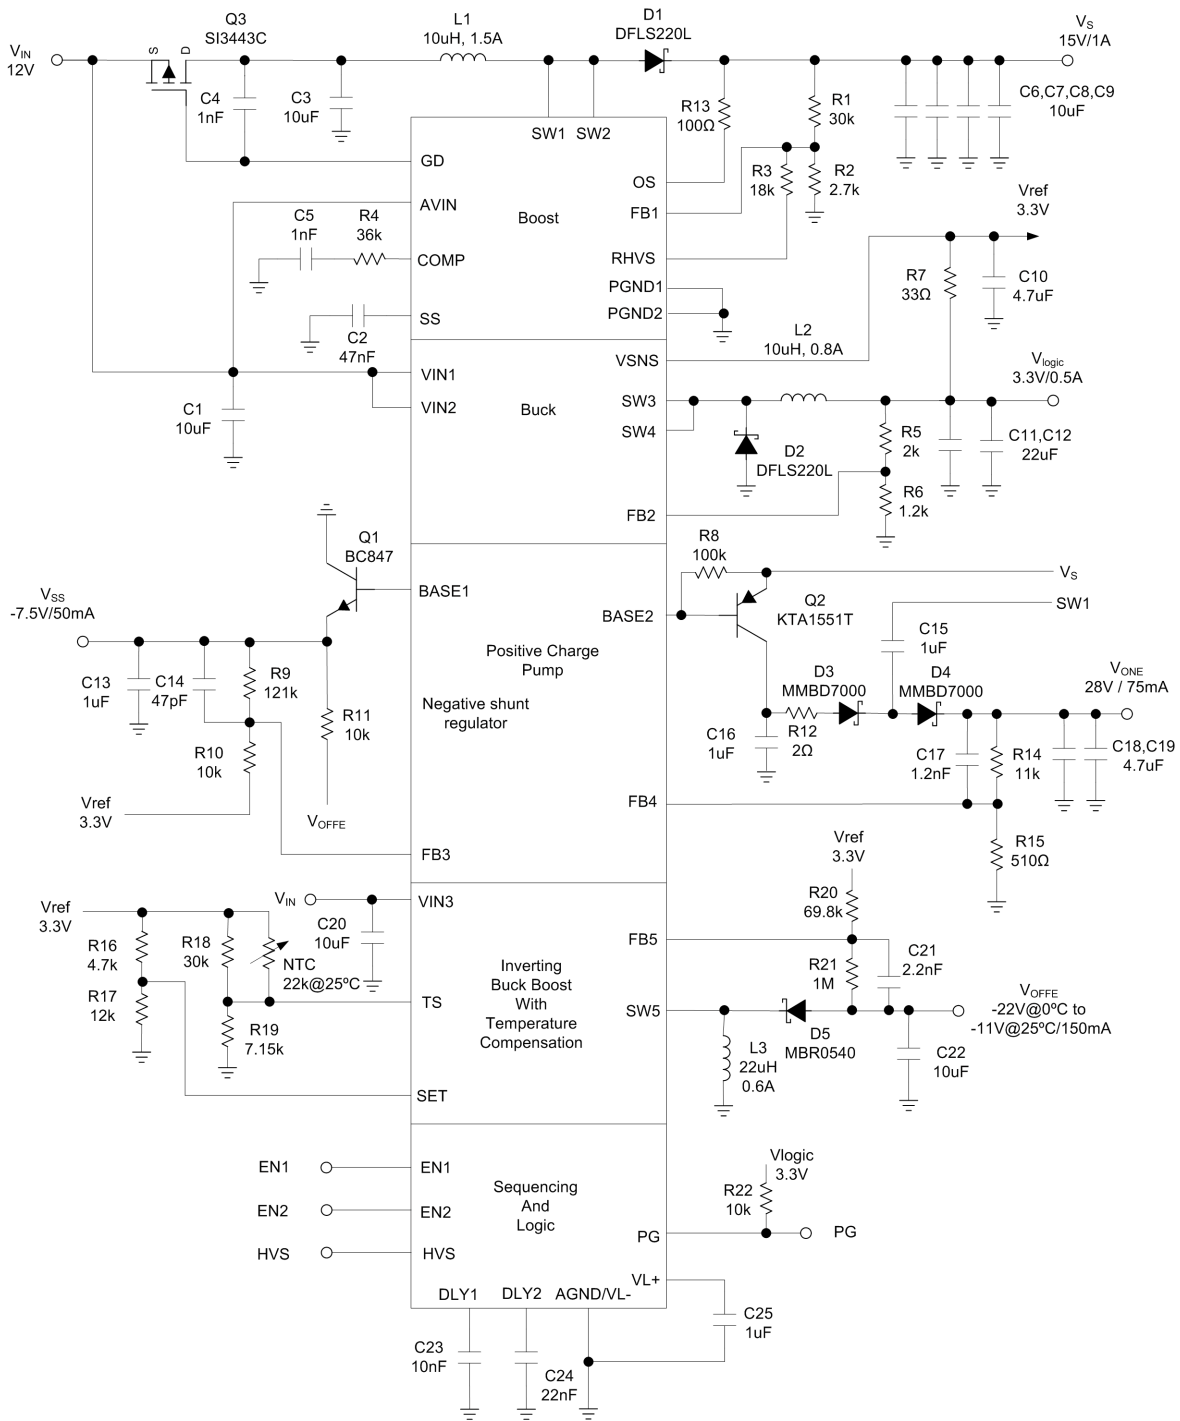 V_IN
12V
S
D
Q3
SI3443C
C4
1nF
C3
10uF
L1
10uH, 1.5A
D1
DFLS220L
V_S
15V/1A
SW1
SW2
R13
100Ω
R1
30k
C6,C7,C8,C9
10uF
GD
AVIN
COMP
SS
Boost
OS
FB1
RHVS
PGND1
PGND2
R3
18k
R2
2.7k
C5
1nF
R4
36k
C2
47nF
Vref
3.3V
R7
33Ω
C10
4.7uF
L2
10uH, 0.8A
VSNS
VIN1
VIN2
Buck
SW3
SW4
FB2
C1
10uF
V_logic
3.3V/0.5A
D2
DFLS220L
R5
2k
R6
1.2k
C11,C12
22uF
Q1
BC847
V_SS
-7.5V/50mA
BASE1
BASE2
R8
100k
V_S
Q2
KTA1551T
SW1
C15
1uF
Positive Charge
Pump
Negative shunt
regulator
C13
1uF
C14
47pF
R9
121k
R11
10k
R10
10k
Vref
3.3V
V_OFFE
FB3
FB4
D3
MMBD7000
D4
MMBD7000
V_ONE
28V / 75mA
C16
1uF
R12
2Ω
C17
1.2nF
R14
11k
C18,C19
4.7uF
R15
510Ω
Vref
3.3V
V_IN
VIN3
C20
10uF
R16
4.7k
R18
30k
NTC
22k@25ºC
R17
12k
R19
7.15k
TS
SET
Inverting
Buck Boost
With
Temperature
Compensation
FB5
SW5
Vref
3.3V
R20
69.8k
R21
1M
C21
2.2nF
V_OFFE
-22V@0ºC to
-11V@25ºC/150mA
D5
MBR0540
L3
22uH
0.6A
C22
10uF
EN1
EN1
EN2
EN2
HVS
HVS
Sequencing
And
Logic
Vlogic
3.3V
R22
10k
PG
PG
VL+
DLY1
DLY2
AGND/VL-
C23
10nF
C24
22nF
C25
1uF